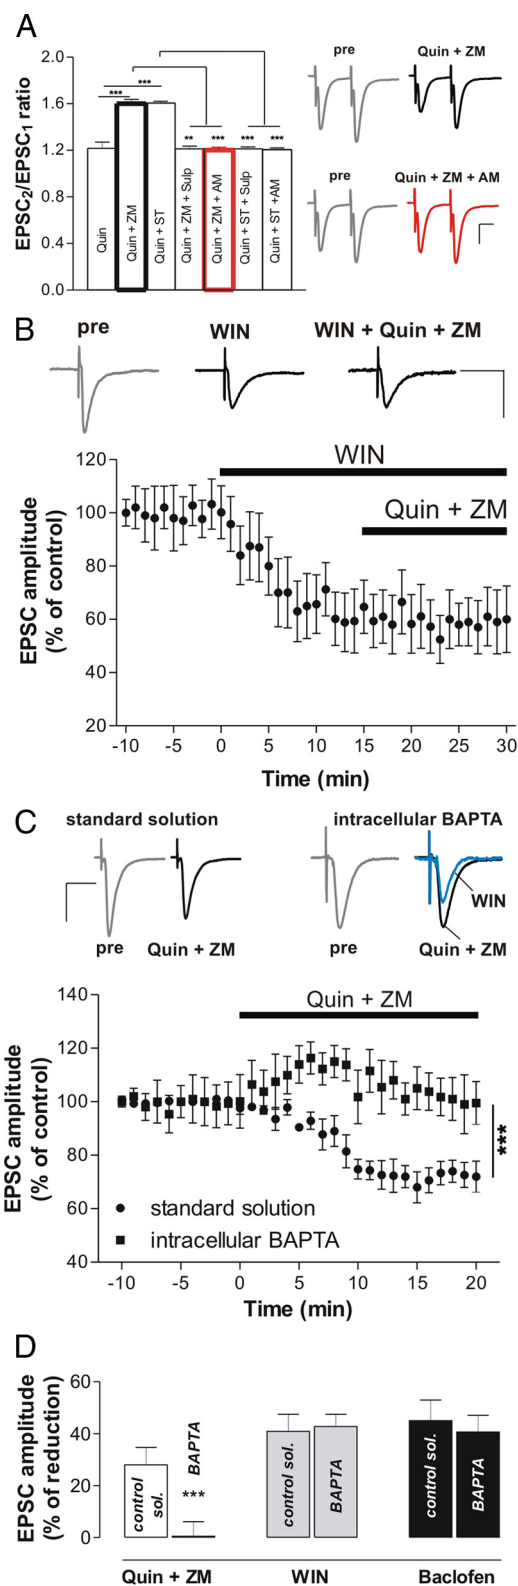 A
2.0
1.6
1.2
0.8
0.4
0.0
EPSC2/EPSC1 ratio
***
***
**
***
***
***
Quin
Quin + ZM
Quin + ST
Quin + ZM + Sulp
Quin + ZM + AM
Quin + ST + Sulp
Quin + ST +AM
pre
Quin + ZM
pre
Quin + ZM + AM
B
pre
WIN
WIN + Quin + ZM
EPSC amplitude
(% of control)
120
100
80
60
40
20
WIN
Quin + ZM
-10
-5
0
5
10
15
20
25
30
Time (min)
C
standard solution
intracellular BAPTA
pre
Quin + ZM
pre
WIN
Quin + ZM
EPSC amplitude
(% of control)
140
120
100
80
60
40
Quin + ZM
***
standard solution
intracellular BAPTA
-10
-5
0
5
10
15
20
Time (min)
D
EPSC amplitude
(% of reduction)
60
40
20
0
control
sol.
BAPTA
***
control sol.
BAPTA
control sol.
BAPTA
Quin + ZM
WIN
Baclofen